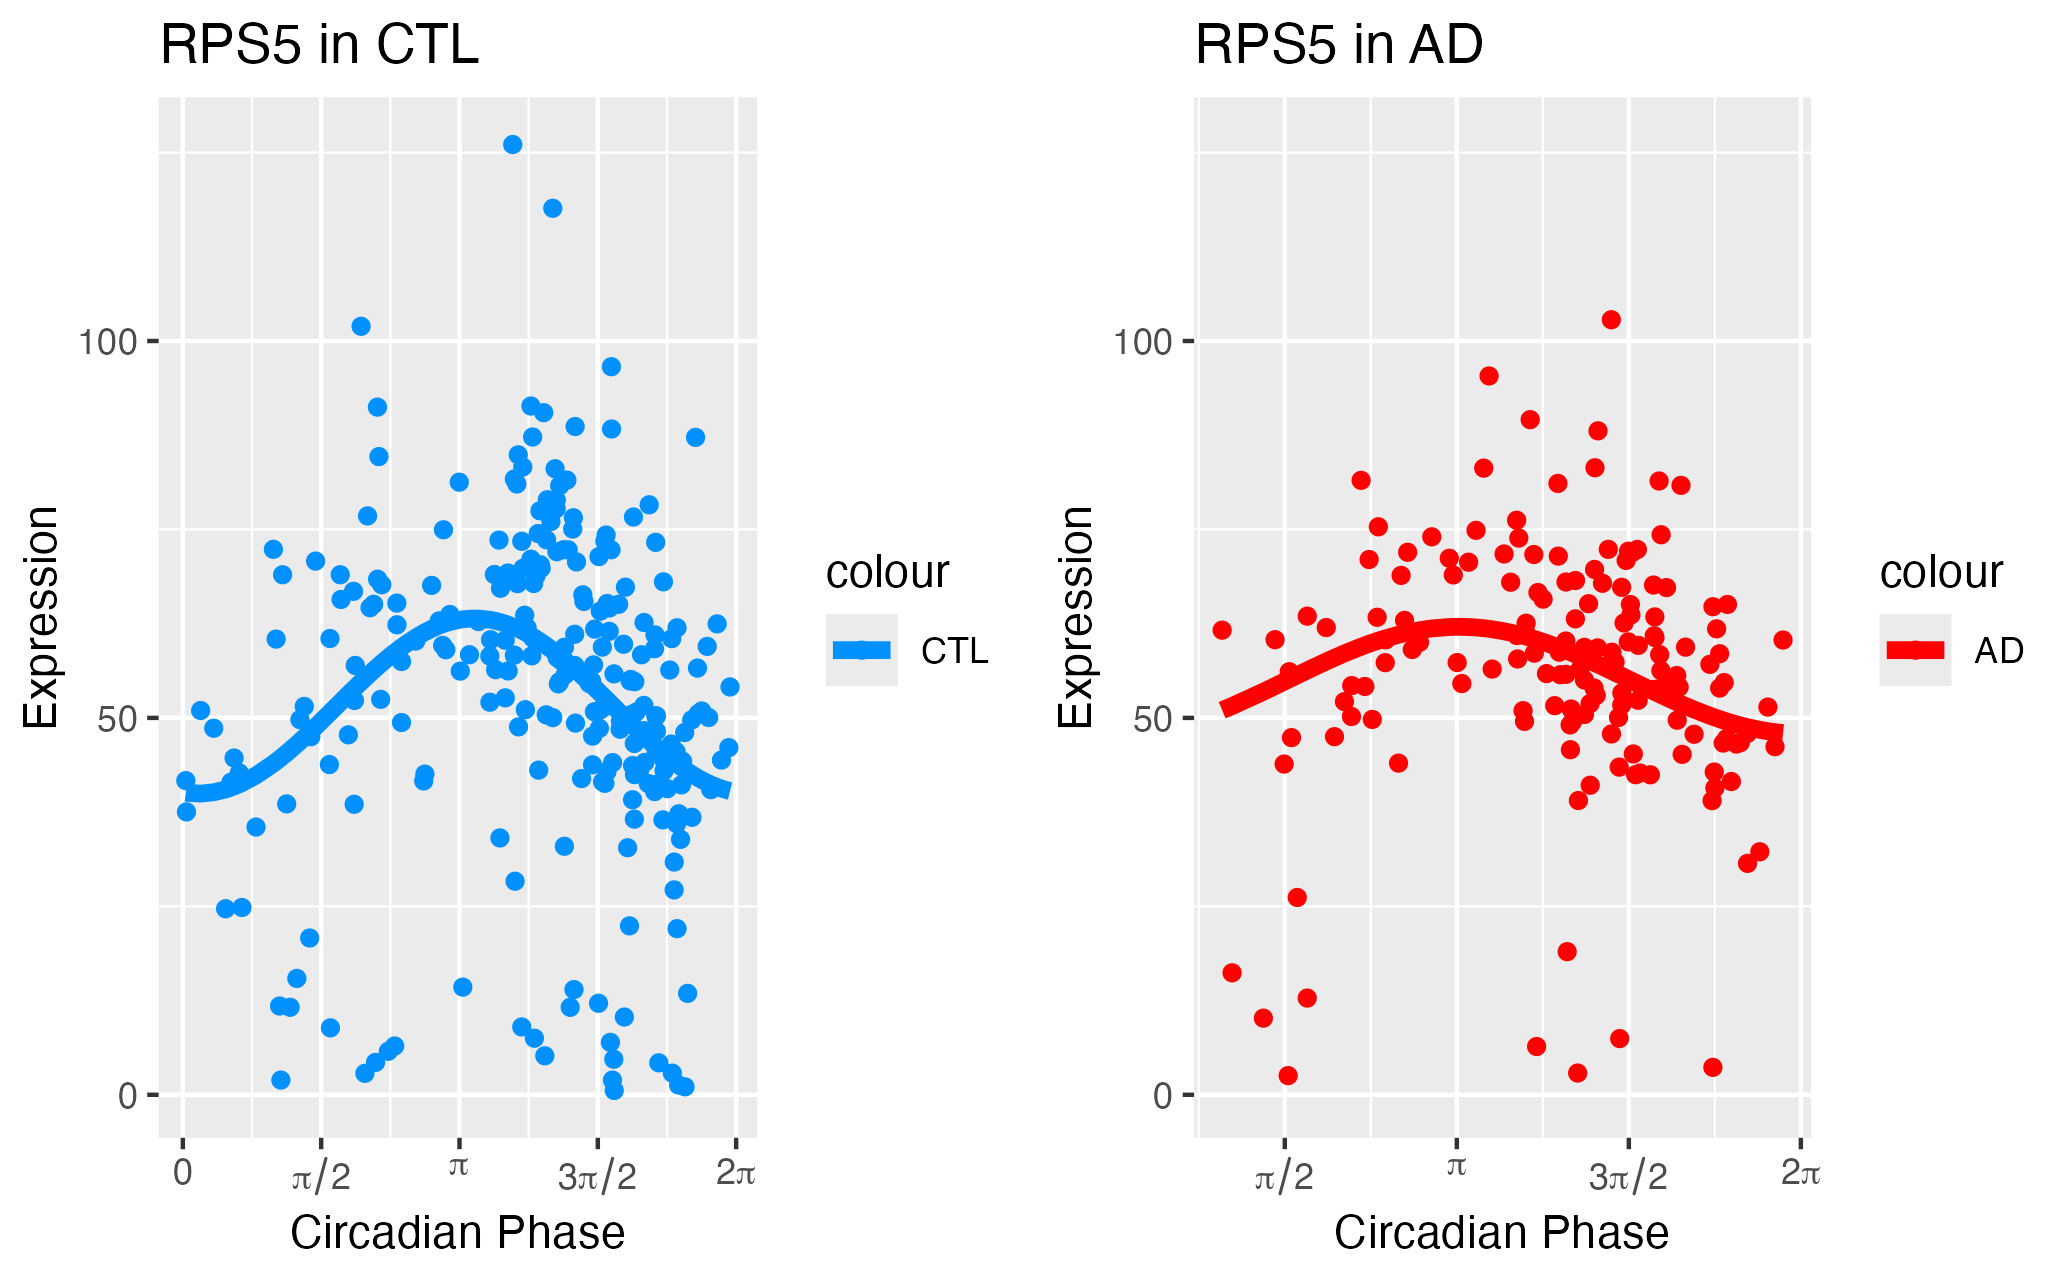 RPS5 in CTL
Expression
100
50
0
0 π/2 π 3π/2 2π
Circadian Phase
colour
CTL
RPS5 in AD
Expression
100
50
0
π/2 π 3π/2 2π
Circadian Phase
colour
AD